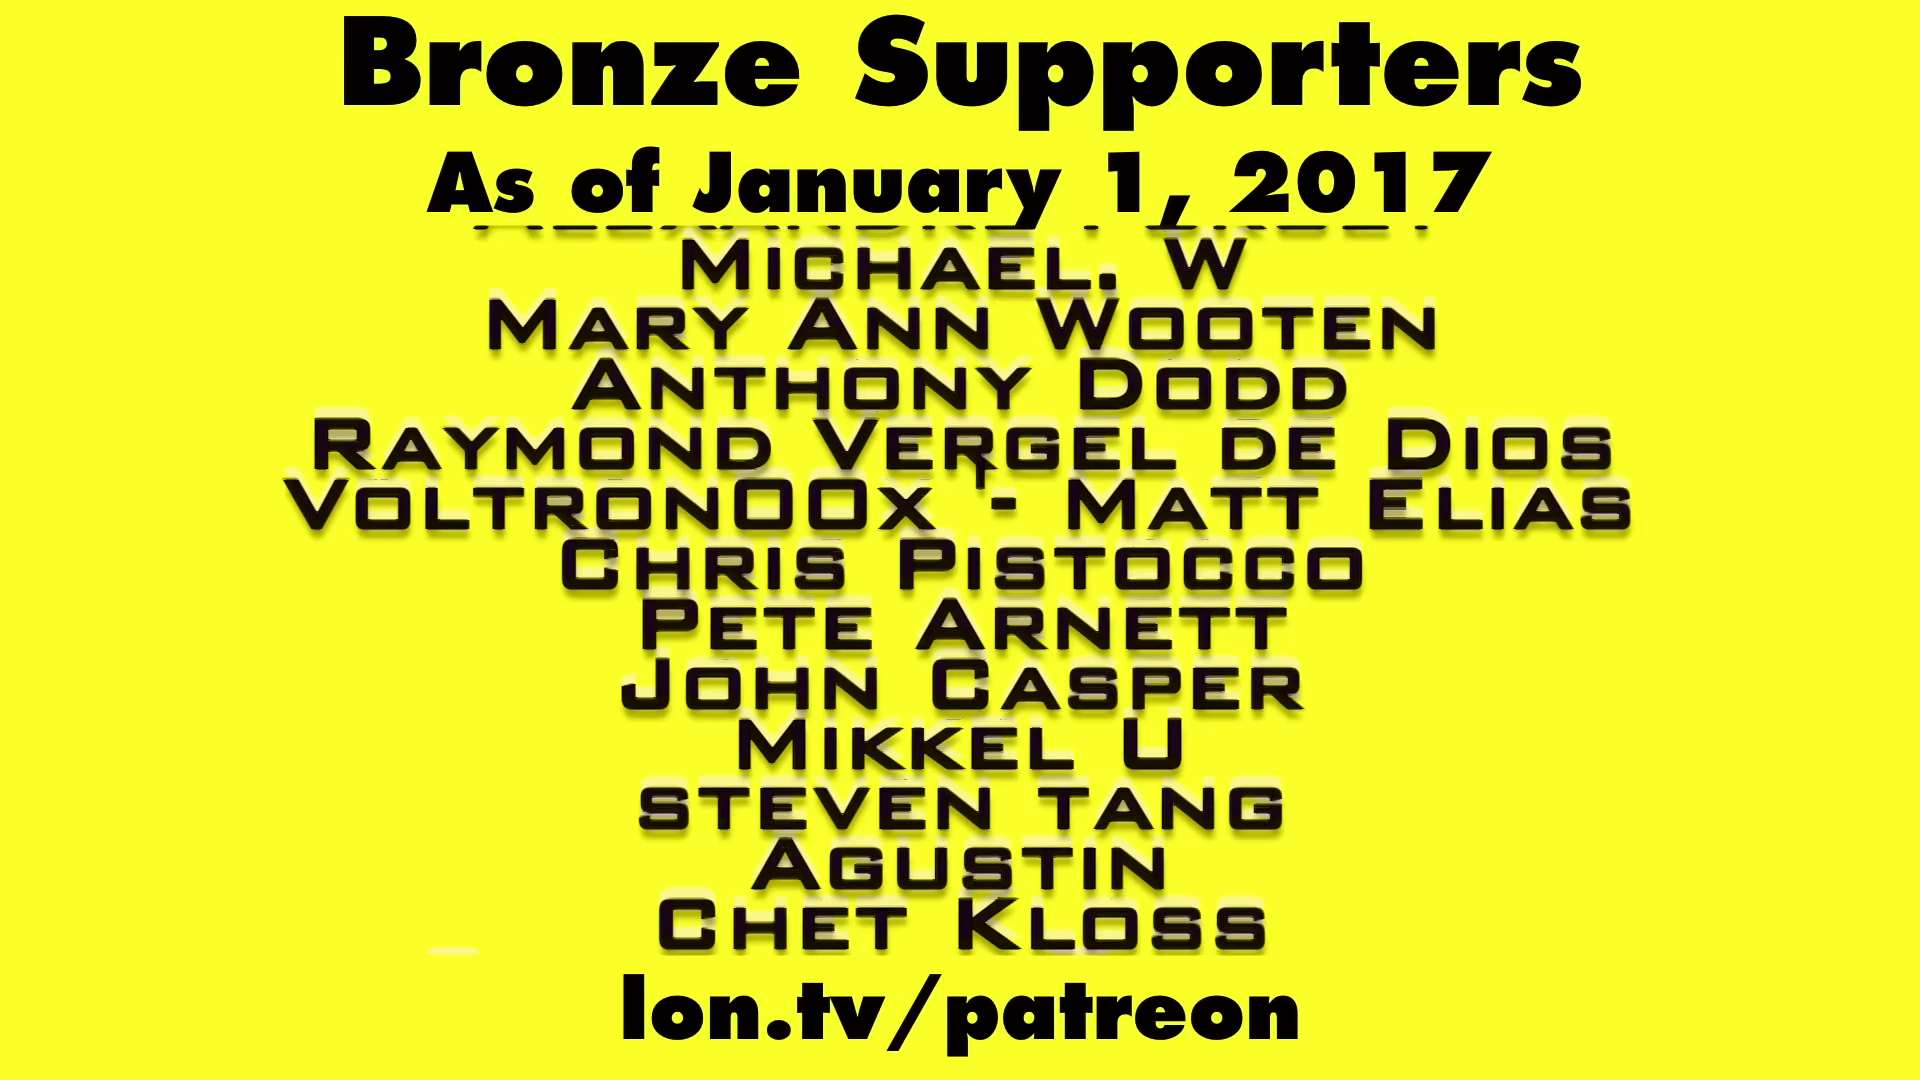 Bronze Supporters
As of January 1, 2017
Michael. W
Mary Ann Wooten
Anthony Dodd
Raymond Vergel de Dios
Voltron00x '- Matt Elias
Chris Pistocco
Pete Arnett
John Casper
Mikkel U
steven tang
Agustin
Chet Kloss
lon.tv/patreon